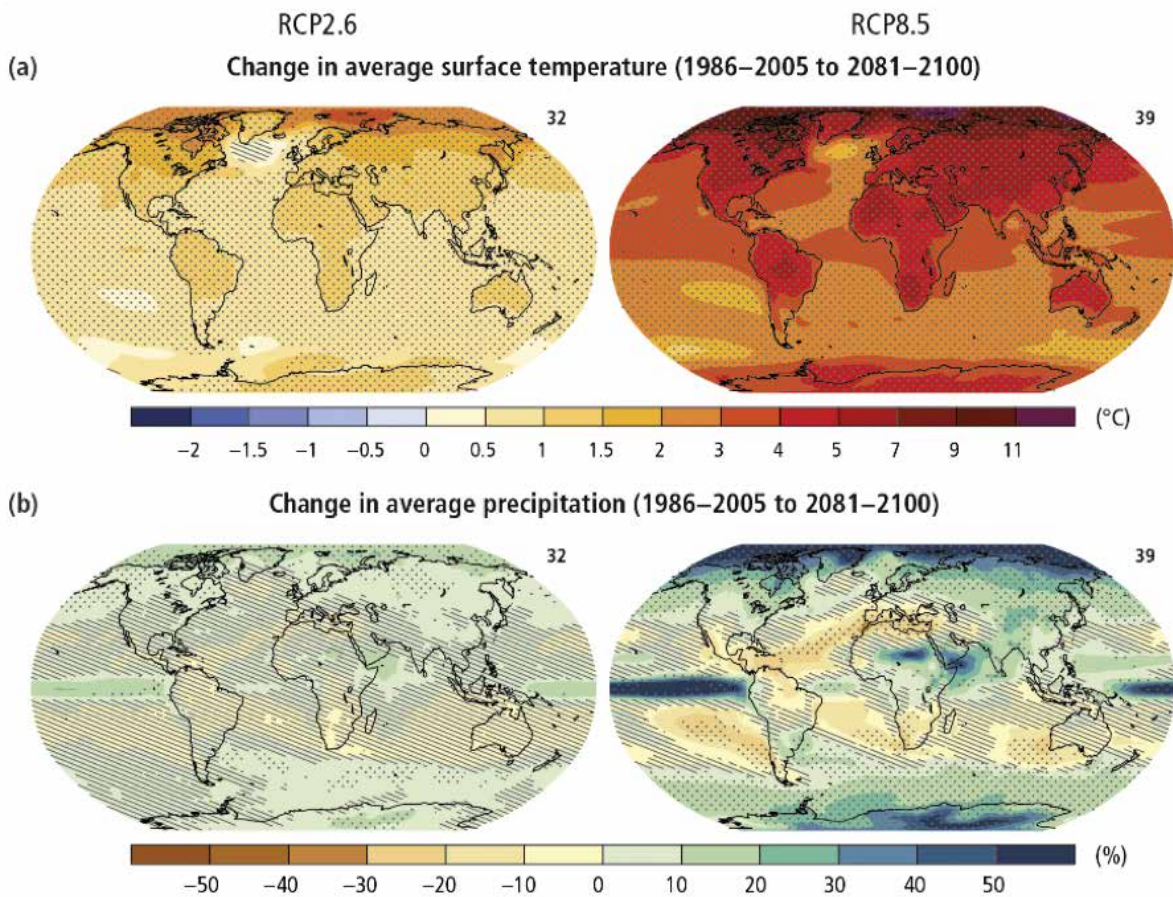 RCP2.6 RCP8.5
(a) Change in average surface temperature (1986–2005 to 2081–2100)
32 39
−2 −1.5 −1 −0.5 0 0.5 1 1.5 2 3 4 5 7 9 11 (°C)
(b) Change in average precipitation (1986–2005 to 2081–2100)
32 39
−50 −40 −30 −20 −10 0 10 20 30 40 50 (%)